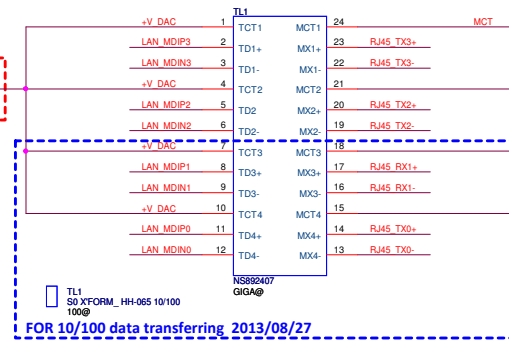 TL1
+V_DAC 1 TCT1 MCT1 24 MCT
LAN_MDIP3 2 TD1+ MX1+ 23 RJ45_TX3+
LAN_MDIN3 3 TD1- MX1- 22 RJ45_TX3-
+V_DAC 4 TCT2 MCT2 21
LAN_MDIP2 5 TD2 MX2+ 20 RJ45_TX2+
LAN_MDIN2 6 TD2- MX2- 19 RJ45_TX2-
+V_DAC 7 TCT3 MCT3 18
LAN_MDIP1 8 TD3+ MX3+ 17 RJ45_RX1+
LAN_MDIN1 9 TD3- MX3- 16 RJ45_RX1-
+V_DAC 10 TCT4 MCT4 15
LAN_MDIP0 11 TD4+ MX4+ 14 RJ45_TX0+
LAN_MDIN0 12 TD4- MX4- 13 RJ45_TX0-
NS892407
GIGA@
TL1
S0 X'FORM_ HH-065 10/100
100@
FOR 10/100 data transferring 2013/08/27